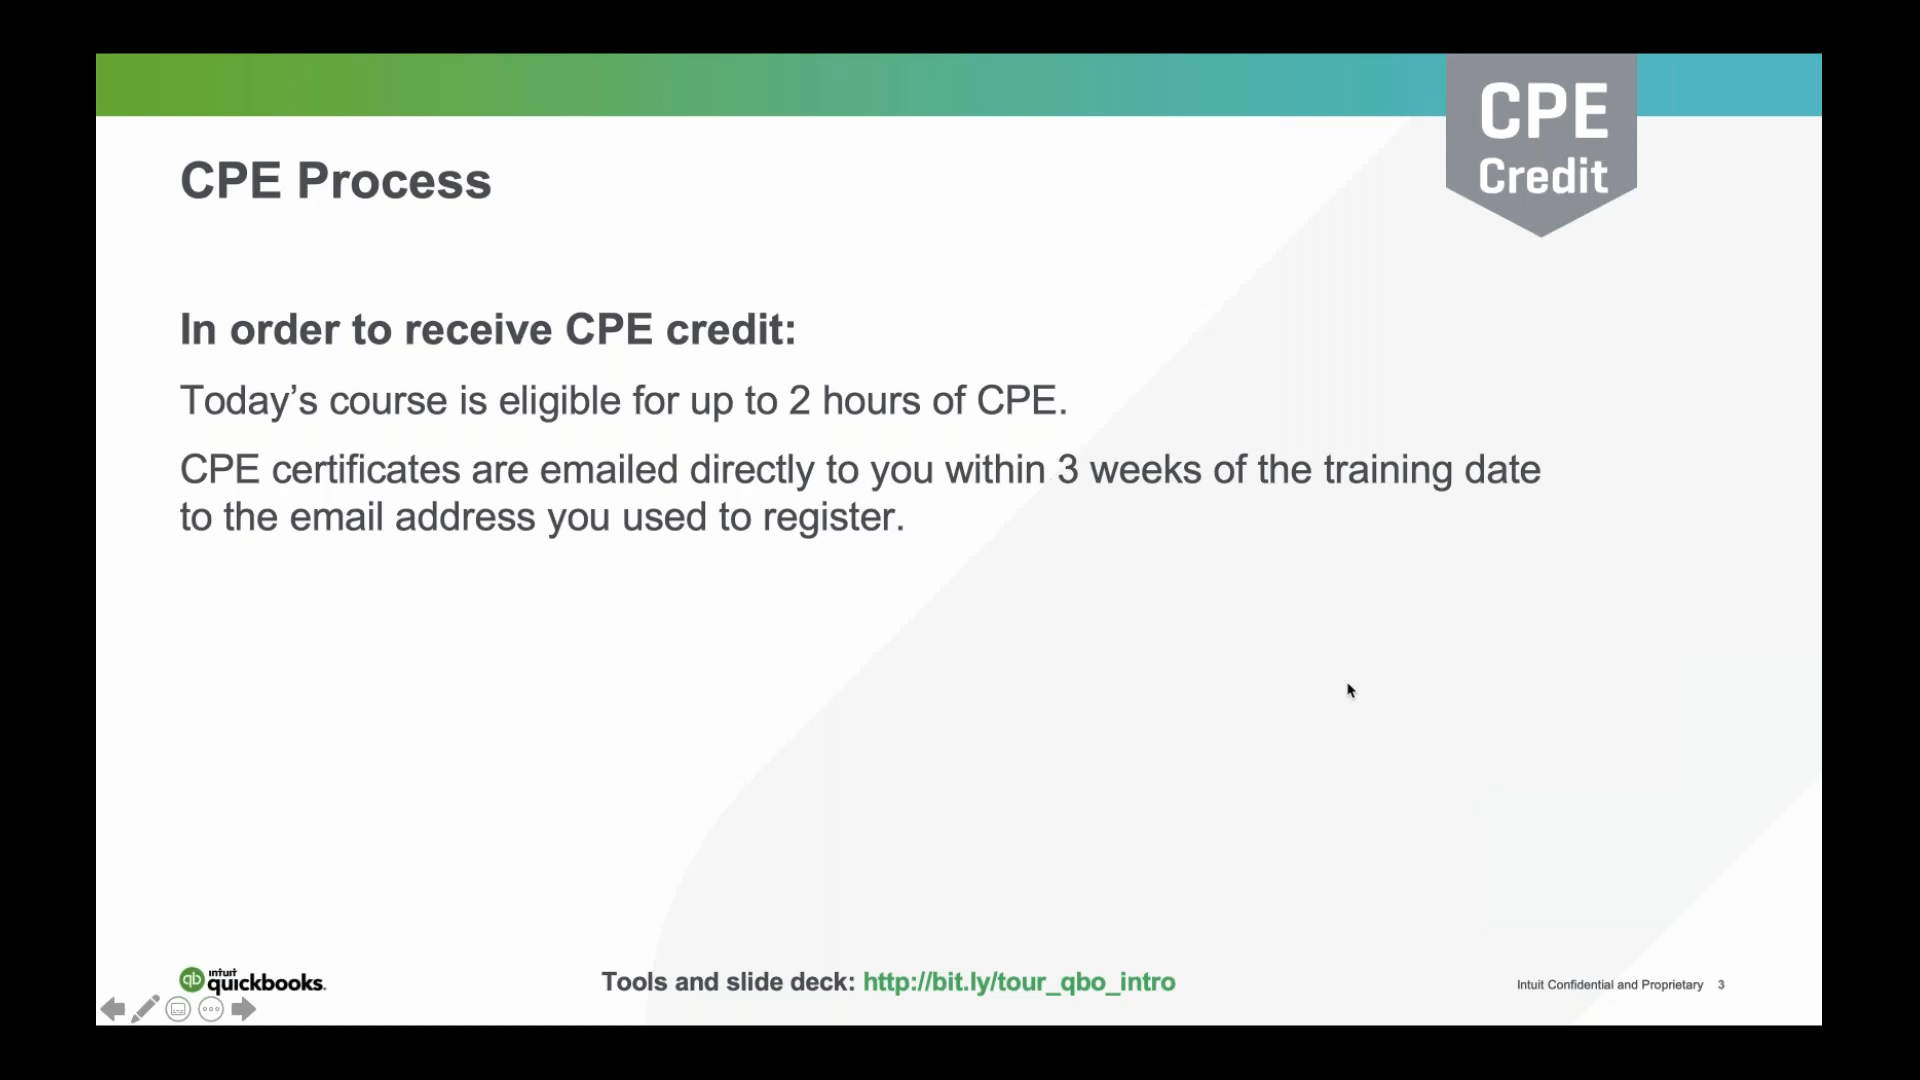 CPE
Credit
CPE Process
In order to receive CPE credit:
Today’s course is eligible for up to 2 hours of CPE.
CPE certificates are emailed directly to you within 3 weeks of the training date
to the email address you used to register.
qb intuit quickbooks.
Tools and slide deck: http://bit.ly/tour_qbo_intro
Intuit Confidential and Proprietary 3